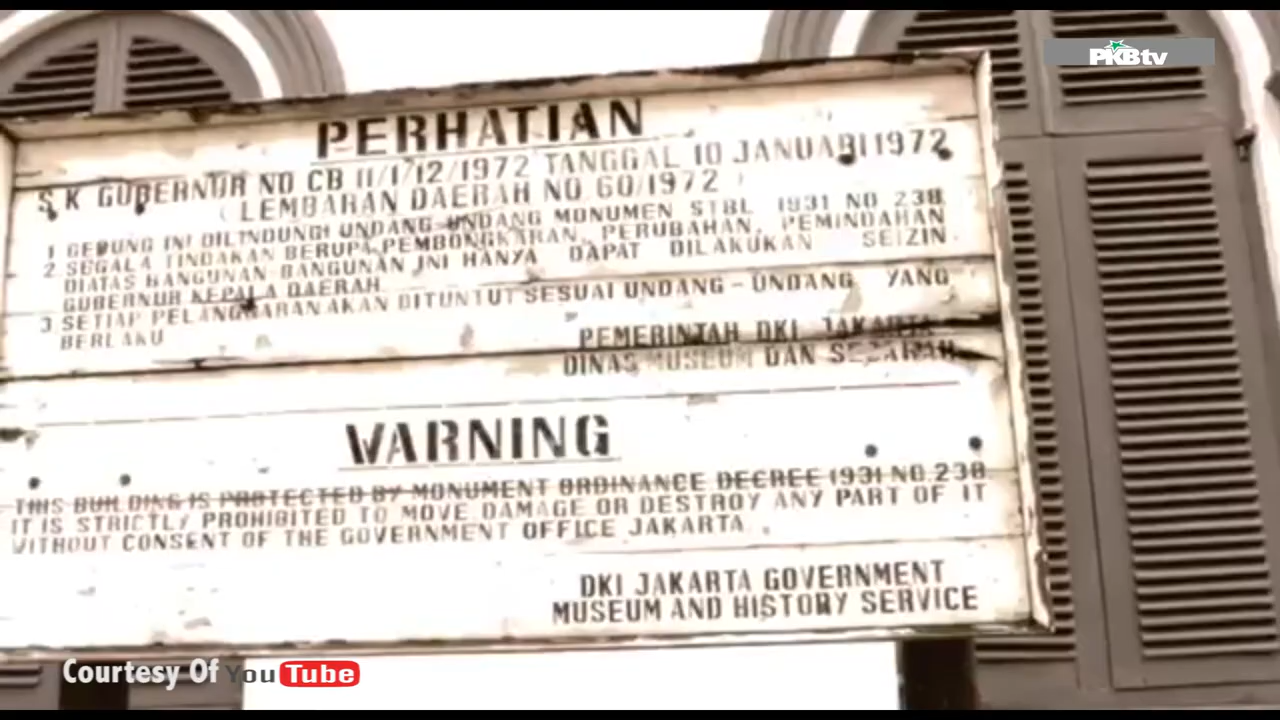 PKBtv
PERHATIAN
S K GUBERNUR NO CB 11/1/12/1972 TANGGAL 10 JANUARI 1972
( LEMBARAN DAERAH NO 60/1972 )
1 GEDUNG INI DILINDUNGI UNDANG-UNDANG MONUMEN STBL 1931 NO 238
2 SEGALA TINDAKAN BERUPA PEMBONGKARAN, PERUBAHAN, PEMINDAHAN
DIATAS BANGUNAN-BANGUNAN INI HANYA DAPAT DILAKUKAN SEIZIN
GUBERNUR KEPALA DAERAH
3 SETIAP PELANGGARAN AKAN DITUNTUT SESUAI UNDANG-UNDANG YANG
BERLAKU
PEMERINTAH DKI JAKARTA
DINAS MUSEUM DAN SEJARAH
WARNING
THIS BUILDING IS PROTECTED BY MONUMENT ORDINANCE DECREE 1931 NO.238
IT IS STRICTLY PROHIBITED TO MOVE DAMAGE OR DESTROY ANY PART OF IT
WITHOUT CONSENT OF THE GOVERNMENT OFFICE JAKARTA.
DKI JAKARTA GOVERNMENT
MUSEUM AND HISTORY SERVICE
Courtesy Of YouTube